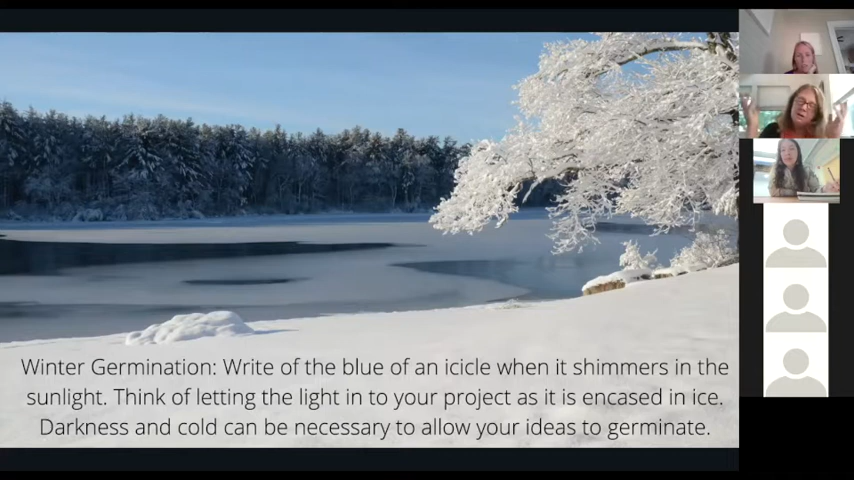 Winter Germination: Write of the blue of an icicle when it shimmers in the
sunlight. Think of letting the light in to your project as it is encased in ice.
Darkness and cold can be necessary to allow your ideas to germinate.